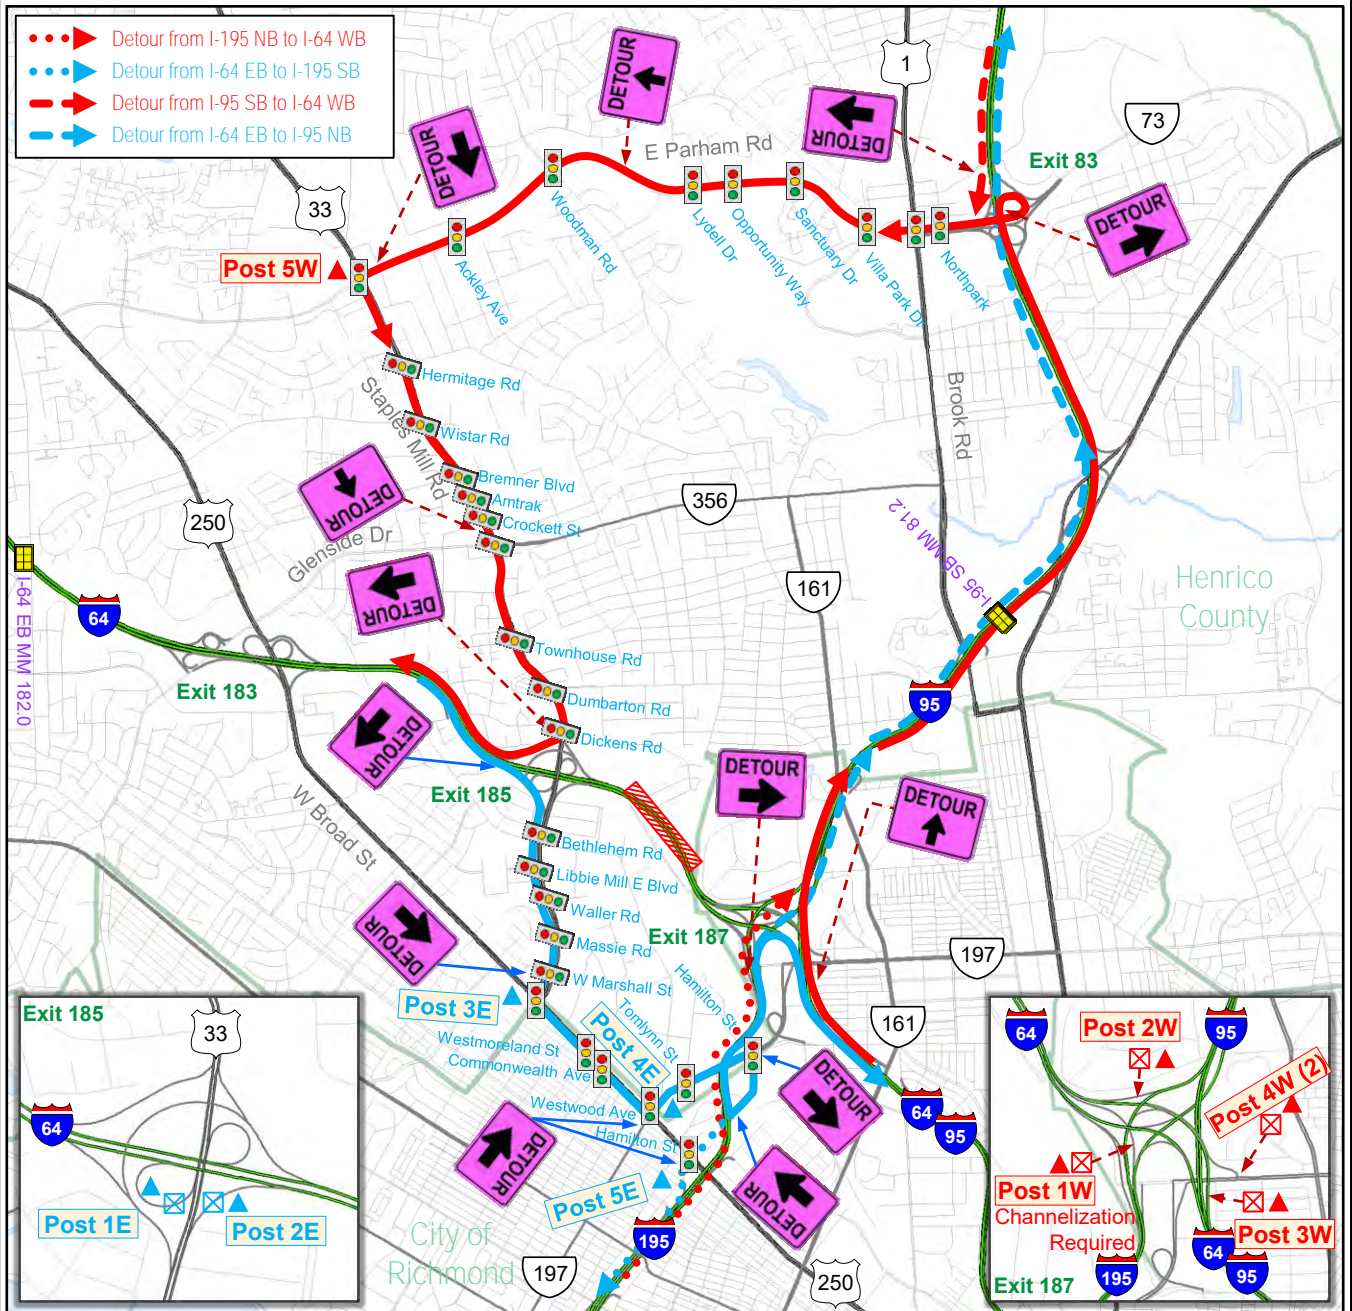 Detour from I-195 NB to I-64 WB
Detour from I-64 EB to I-195 SB
Detour from I-95 SB to I-64 WB
Detour from I-64 EB to I-95 NB
DETOUR
DETOUR
DETOUR
DETOUR
1
73
33
E Parham Rd
Exit 83
Post 5W
Ackley Ave
Woodman Rd
Lydell Dr
Opportunity Way
Sanctuary Dr
Villa Park Dr
Northpark
Hermitage Rd
Staples Mill Rd
Wistar Rd
Brook Rd
Bremner Blvd
Amtrak
Crockett St
DETOUR
Glenside Dr
250
356
161
I-95 SB MM 81.2
Henrico
County
I-64 EB MM 182.0
64
DETOUR
Townhouse Rd
Exit 183
Dumbarton Rd
95
Dickens Rd
DETOUR
DETOUR
DETOUR
Exit 185
W Broad St
Bethlehem Rd
Libbie Mill E Blvd
Waller Rd
DETOUR
Massie Rd
Exit 187
197
W Marshall St
Hamilton St
Post 3E
Tomlynn St
Post 4E
161
Westmoreland St
Commonwealth Ave
Westwood Ave
Hamilton St
DETOUR
DETOUR
DETOUR
64
95
Post 5E
City of
Richmond
195
197
250
Exit 185
33
64
Post 1E
Post 2E
64
Post 2W
95
Post 4W (2)
Post 1W
Channelization
Required
Post 3W
64
95
195
Exit 187